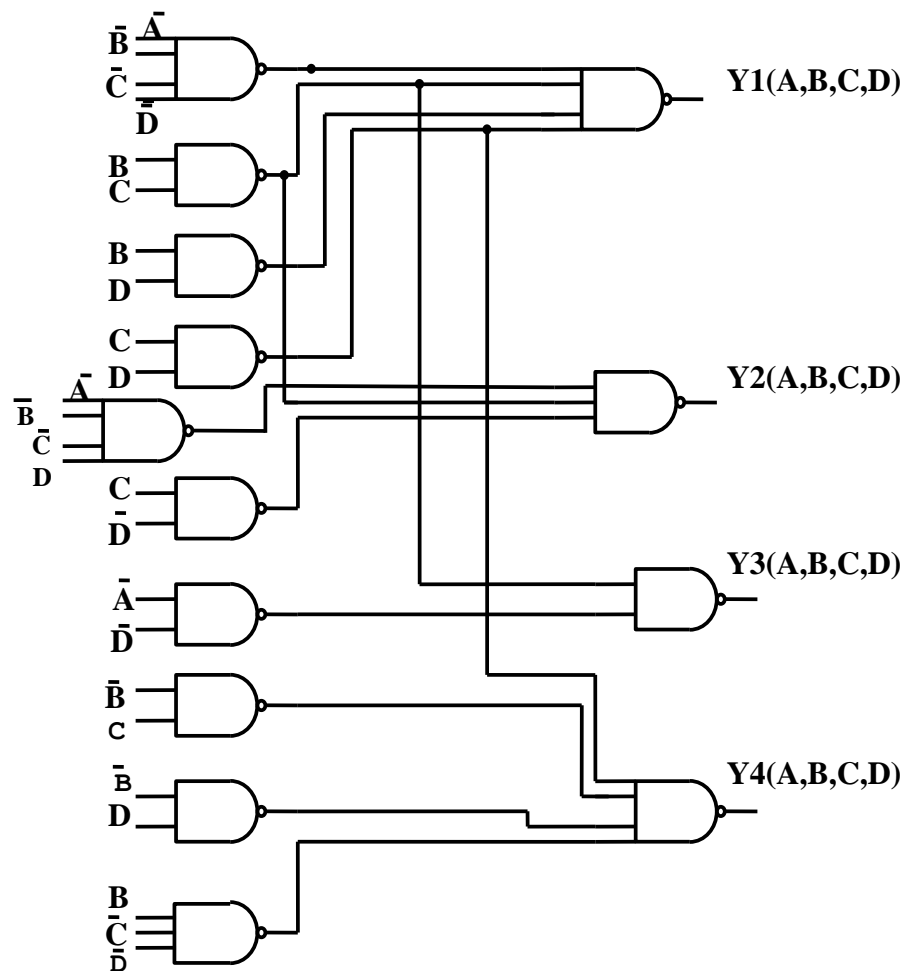 A̅
B̅
Y1(A,B,C,D)
C̅
D̅
B
C
B
D
C
D
Y2(A,B,C,D)
A̅
B̅
C̅
D
C
D̅
Y3(A,B,C,D)
A̅
D̅
B̅
C
Y4(A,B,C,D)
B̅
D
B
C̅
D̅